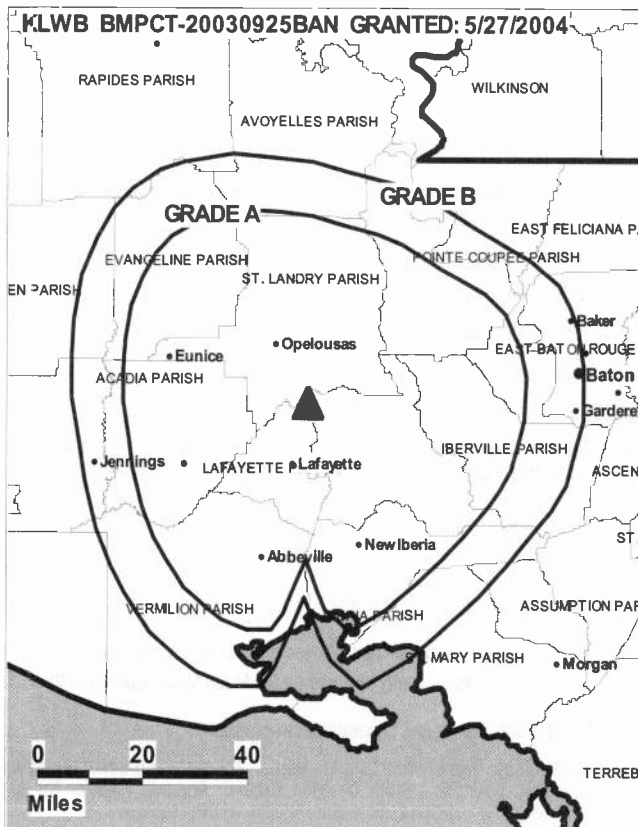 KLWB BMPCT-20030925BAN GRANTED: 5/27/2004
RAPIDES PARISH
WILKINSON
AVOYELLES PARISH
GRADE B
GRADE A
EAST FELICIANA PA
EVANGELINE PARISH
POINTE COUPEE PARISH
ST. LANDRY PARISH
EN PARISH
Baker
Opelousas
EAST BATON ROUGE
Eunice
Baton
ACADIA PARISH
Gardere
IBERVILLE PARISH
Jennings
LAFAYETTE
Lafayette
ASCEN
ST.
New Iberia
Abbeville
VERMILION PARISH
IA PARISH
ASSUMPTION PAR
MARY PARISH
Morgan
0 20 40
TERREB
Miles